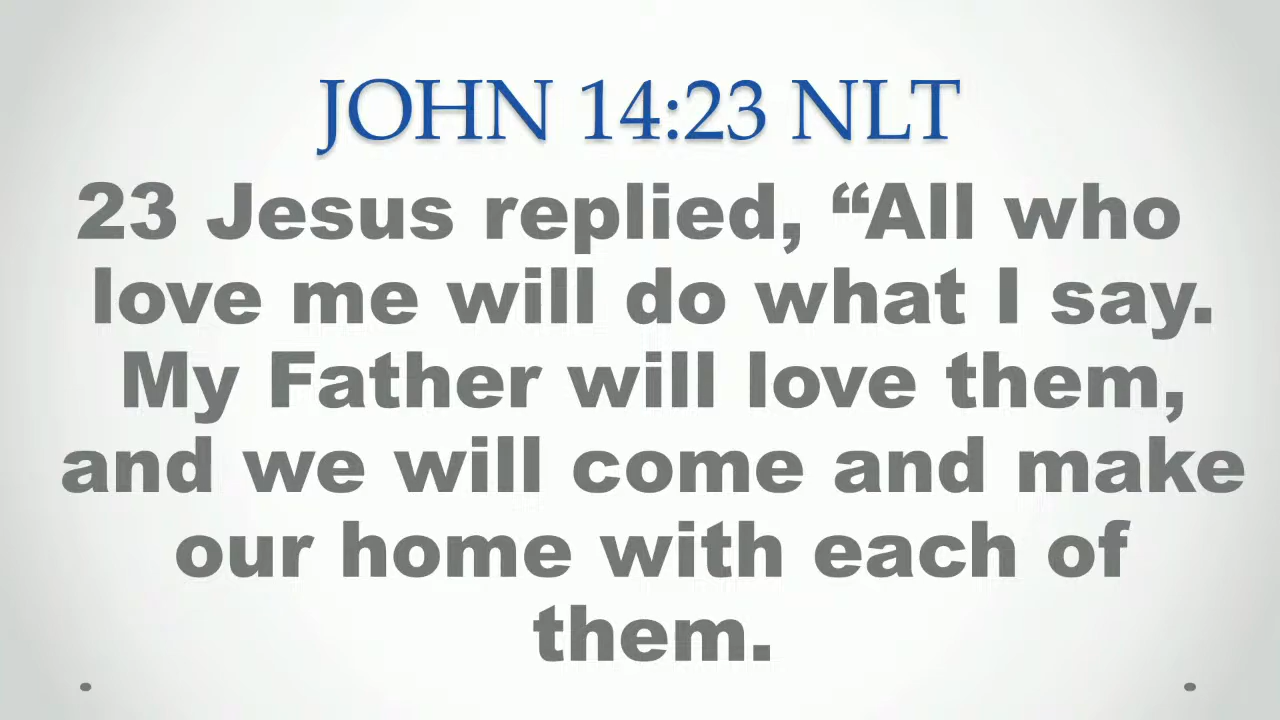 JOHN 14:23 NLT
23 Jesus replied, “All who
love me will do what I say.
My Father will love them,
and we will come and make
our home with each of
them.